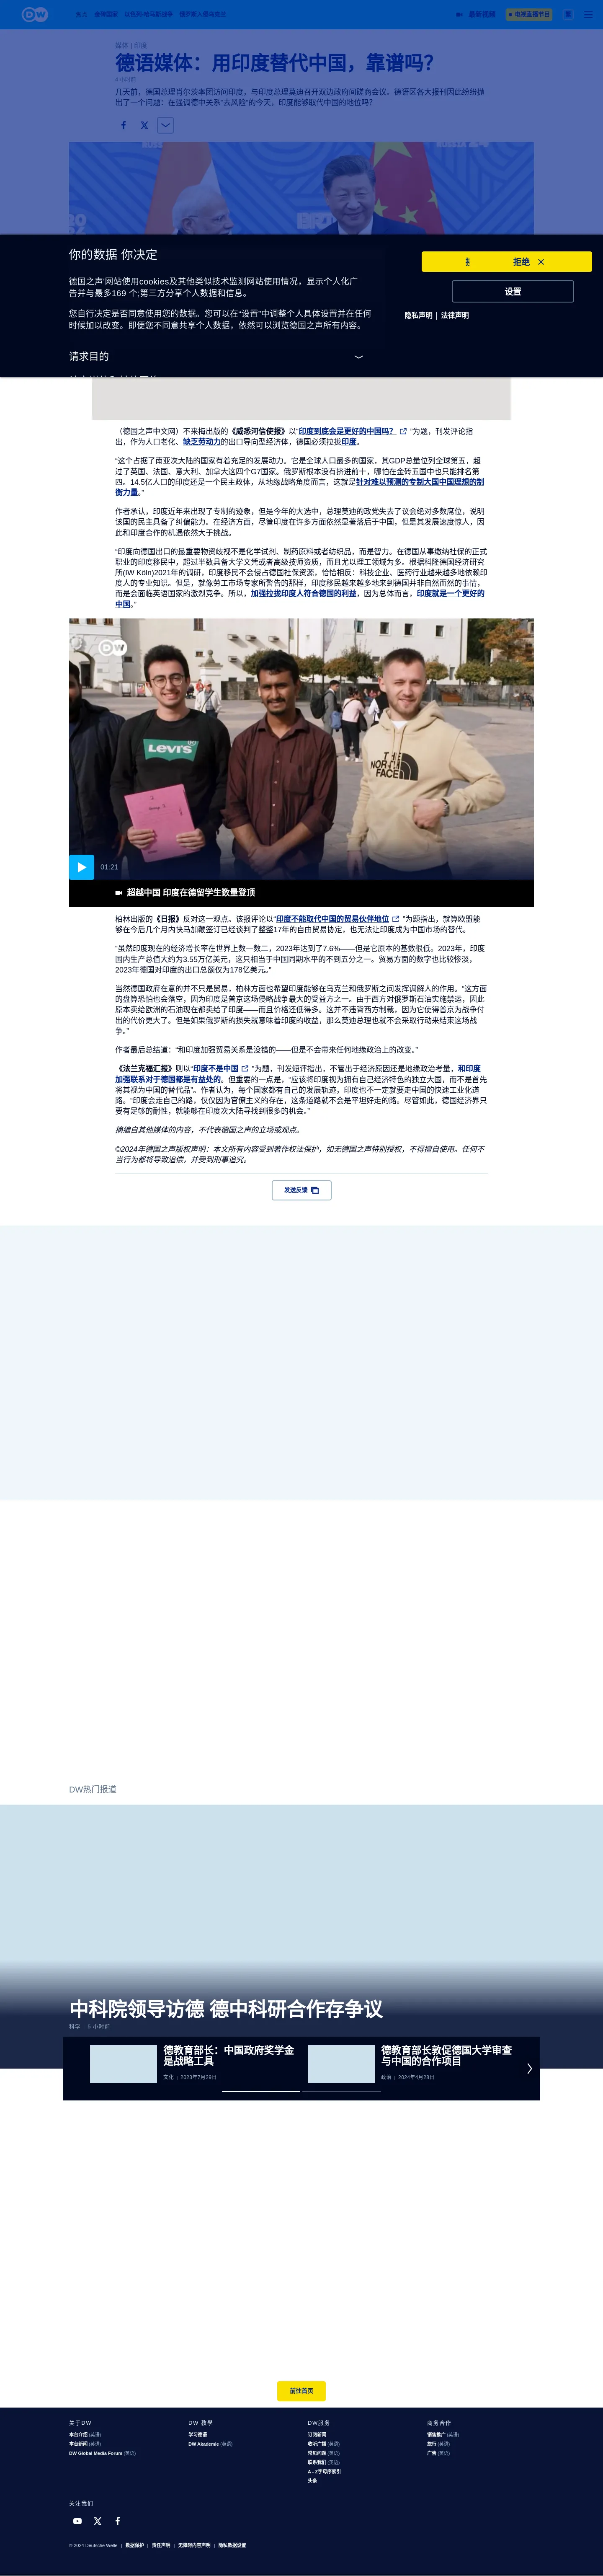 DW
最新视频
电视直播节目
媒体 | 印度
德语媒体：用印度替代中国，靠谱吗？
几天前，德国总理肖尔茨率团访问印度，与印度总理莫迪召开双边政府间磋商会议。德语区各大报刊因此纷纷抛
出了一个问题：在强调德中关系“去风险”的今天，印度能够取代中国的地位吗？
你的数据 你决定
德国之声’网站使用cookies及其他类似技术监测网站使用情况，显示个人化广
告并与最多169 个;第三方分享个人数据和信息。
您自行决定是否同意使用您的数据。您可以在“设置”中调整个人具体设置并在任何
时候加以改变。即便您不同意共享个人数据，依然可以浏览德国之声所有内容。
请求目的
拒绝
设置
隐私声明 | 法律声明
（德国之声中文网）不来梅出版的《威悉河信使报》以“印度到底会是更好的中国吗？ ”为题，刊发评论指
出，作为人口老化、缺乏劳动力的出口导向型经济体，德国必须拉拢印度。
“这个占据了南亚次大陆的国家有着充足的发展动力。它是全球人口最多的国家，其GDP总量位列全球第五，超
过了英国、法国、意大利、加拿大这四个G7国家。俄罗斯根本没有挤进前十，哪怕在金砖五国中也只能排名第
四。14.5亿人口的印度还是一个民主政体，从地缘战略角度而言，这就是针对难以预测的专制大国中国理想的制
衡力量。”
作者承认，印度近年来出现了专制的迹象，但是今年的大选中，总理莫迪的政党失去了议会绝对多数席位，说明
该国的民主具备了纠偏能力。在经济方面，尽管印度在许多方面依然显著落后于中国，但是其发展速度惊人，因
此和印度合作的机遇依然大于挑战。
“印度向德国出口的最重要物资歧视不是化学试剂、制药原料或者纺织品，而是智力。在德国从事缴纳社保的正式
职业的印度移民中，超过半数具备大学文凭或者高级技师资质，而且尤以理工领域为多。根据科隆德国经济研究
所(IW Köln)2021年的调研，印度移民不会侵占德国社保资源，恰恰相反：科技企业、医药行业越来越多地依赖印
度人的专业知识。但是，就像劳工市场专家所警告的那样，印度移民越来越多地来到德国并非自然而然的事情，
而是会面临英语国家的激烈竞争。所以，加强拉拢印度人符合德国的利益，因为总体而言，印度就是一个更好的
中国。”
DW
LEVI'S
THE NORTH FACE
01:21
超越中国 印度在德留学生数量登顶
柏林出版的《日报》反对这一观点。该报评论以“印度不能取代中国的贸易伙伴地位 ”为题指出，就算欧盟能
够在今后几个月内快马加鞭签订已经谈判了整整17年的自由贸易协定，也无法让印度成为中国市场的替代。
“虽然印度现在的经济增长率在世界上数一数二，2023年达到了7.6%——但是它原本的基数很低。2023年，印度
国内生产总值大约为3.55万亿美元，这只相当于中国同期水平的不到五分之一。贸易方面的数字也比较惨淡，
2023年德国对印度的出口总额仅为178亿美元。”
当然德国政府在意的并不只是贸易，柏林方面也希望印度能够在乌克兰和俄罗斯之间发挥调解人的作用。“这方面
的盘算恐怕也会落空，因为印度是普京这场侵略战争最大的受益方之一。由于西方对俄罗斯石油实施禁运，因此
原本卖给欧洲的石油现在都卖给了印度——而且价格还低得多。这并不违背西方制裁，因为它使得普京为战争付
出的代价更大了。但是如果俄罗斯的损失就意味着印度的收益，那么莫迪总理也就不会采取行动来结束这场战
争。”
作者最后总结道：“和印度加强贸易关系是没错的——但是不会带来任何地缘政治上的改变。”
《法兰克福汇报》则以“印度不是中国 ”为题，刊发短评指出，不管出于经济原因还是地缘政治考量，和印度
加强联系对于德国都是有益处的。但重要的一点是，“应该将印度视为拥有自己经济特色的独立大国，而不是首先
将其视为中国的替代品”。作者认为，每个国家都有自己的发展轨迹，印度工业化不一定就要走中国的快速工业化道
路。“印度会走自己的路，仅仅因为官僚主义的存在，这条道路就不会是平坦好走的路。尽管如此，德国经济界只
要有足够的耐性，就能够在印度次大陆寻找到很多的机会。”
摘编自其他媒体的内容，不代表德国之声的立场或观点。
©2024年德国之声版权声明：本文所有内容受到著作权法保护，如无德国之声特别授权，不得擅自使用。任何不
当行为都将导致追偿，并受到刑事追究。
发送反馈
DW热门报道
中科院领导访德 德中科研合作存争议
科学 | 5 小时前
德教育部长：中国政府奖学金
是战略工具
文化 | 2023年7月29日
德教育部长敦促德国大学审查
与中国的合作项目
政治 | 2024年4月28日
前往首页
关于DW
本台介绍 (英语)
本台新闻 (英语)
DW Global Media Forum (英语)
DW 教学
学习德语
DW Akademie (英语)
DW服务
订阅新闻
收听广播 (英语)
常见问题 (英语)
联系我们 (英语)
A - Z字母序索引
头条
商务合作
销售推广 (英语)
旅行 (英语)
广告 (英语)
关注我们
© 2024 Deutsche Welle | 数据保护 | 责任声明 | 无障碍内容声明 | 隐私数据设置